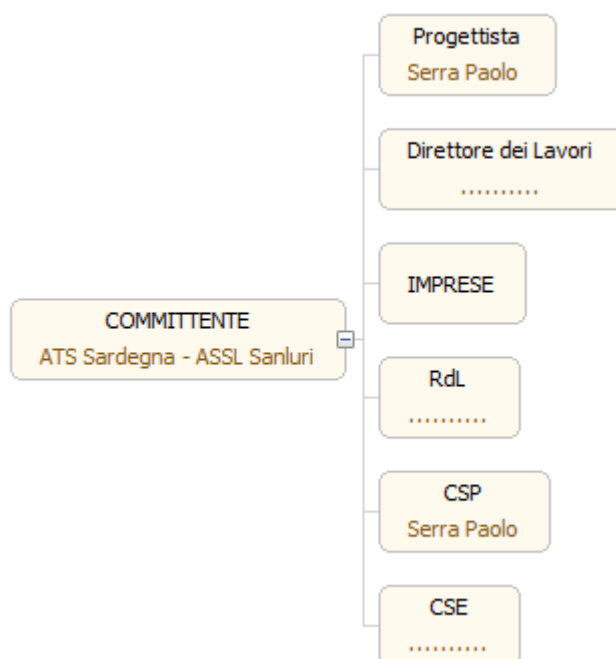 Progettista
Serra Paolo
Direttore dei Lavori
..........
IMPRESE
COMMITTENTE
ATS Sardegna - ASSL Sanluri
RdL
..........
CSP
Serra Paolo
CSE
..........